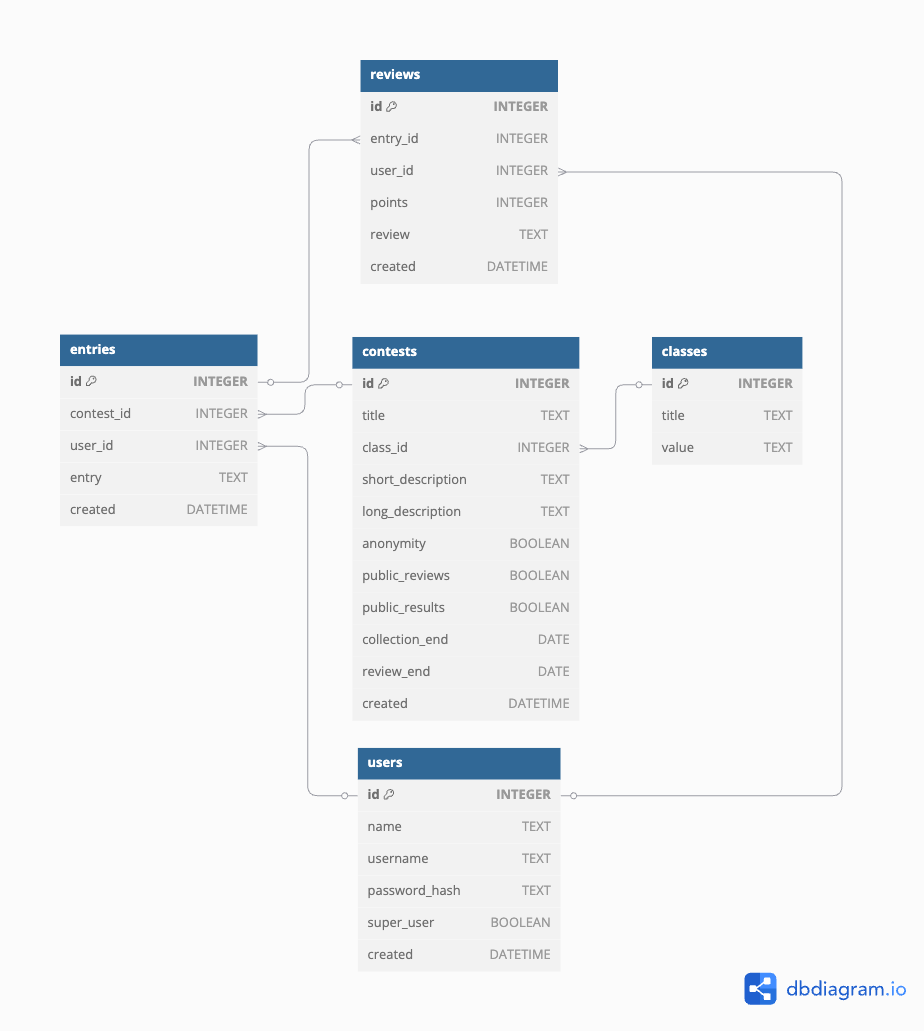 reviews
id INTEGER
entry_id INTEGER
user_id INTEGER
points INTEGER
review TEXT
created DATETIME
entries
id INTEGER
contest_id INTEGER
user_id INTEGER
entry TEXT
created DATETIME
contests
id INTEGER
title TEXT
class_id INTEGER
short_description TEXT
long_description TEXT
anonymity BOOLEAN
public_reviews BOOLEAN
public_results BOOLEAN
collection_end DATE
review_end DATE
created DATETIME
classes
id INTEGER
title TEXT
value TEXT
users
id INTEGER
name TEXT
username TEXT
password_hash TEXT
super_user BOOLEAN
created DATETIME
dbdiagram.io